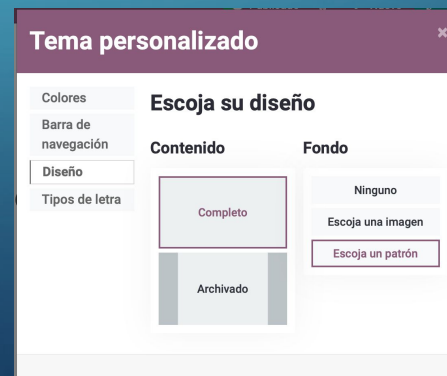 Tema personalizado
×
Colores
Barra de
navegación
Diseño
Tipos de letra
Escoja su diseño
Contenido
Fondo
Completo
Archivado
Ninguno
Escoja una imagen
Escoja un patrón